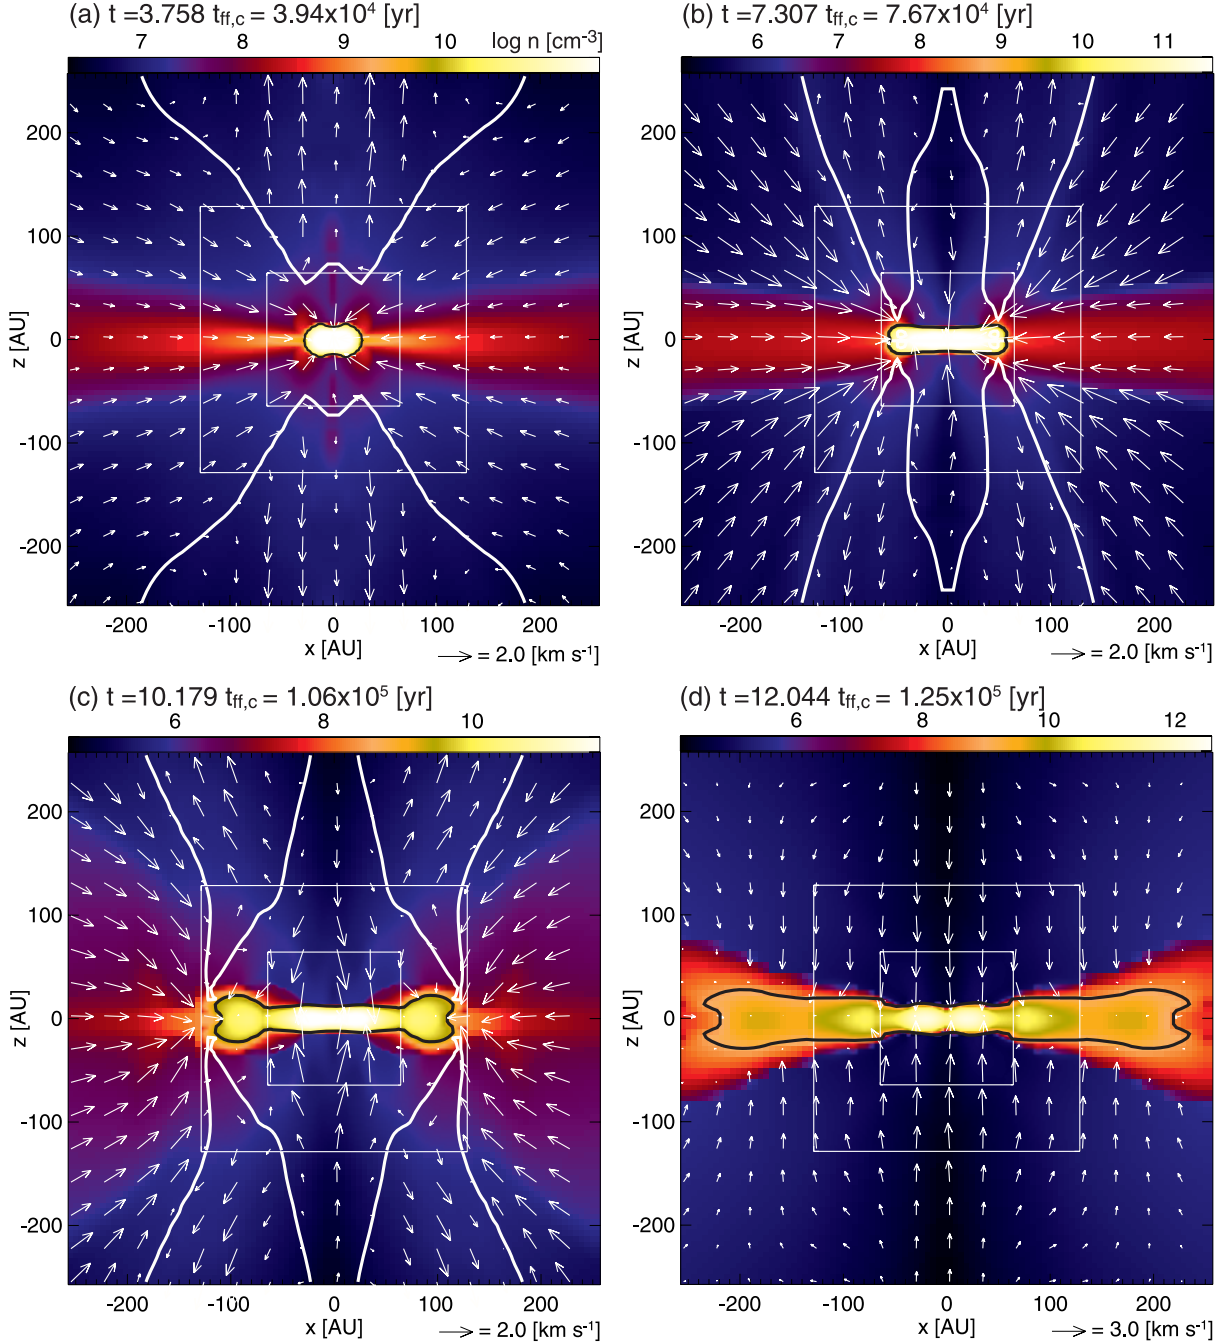 (a) t =3.758 t_ff,c = 3.94x10^4 [yr]
7 8 9 10 log n [cm^-3]
z [AU]
200
100
0
-100
-200
-200 -100 0 100 200
x [AU]
= 2.0 [km s^-1]
(b) t =7.307 t_ff,c = 7.67x10^4 [yr]
6 7 8 9 10 11
z [AU]
200
100
0
-100
-200
-200 -100 0 100 200
x [AU]
= 2.0 [km s^-1]
(c) t =10.179 t_ff,c = 1.06x10^5 [yr]
6 8 10
z [AU]
200
100
0
-100
-200
-200 -100 0 100 200
x [AU]
= 2.0 [km s^-1]
(d) t =12.044 t_ff,c = 1.25x10^5 [yr]
6 8 10 12
z [AU]
200
100
0
-100
-200
-200 -100 0 100 200
x [AU]
= 3.0 [km s^-1]